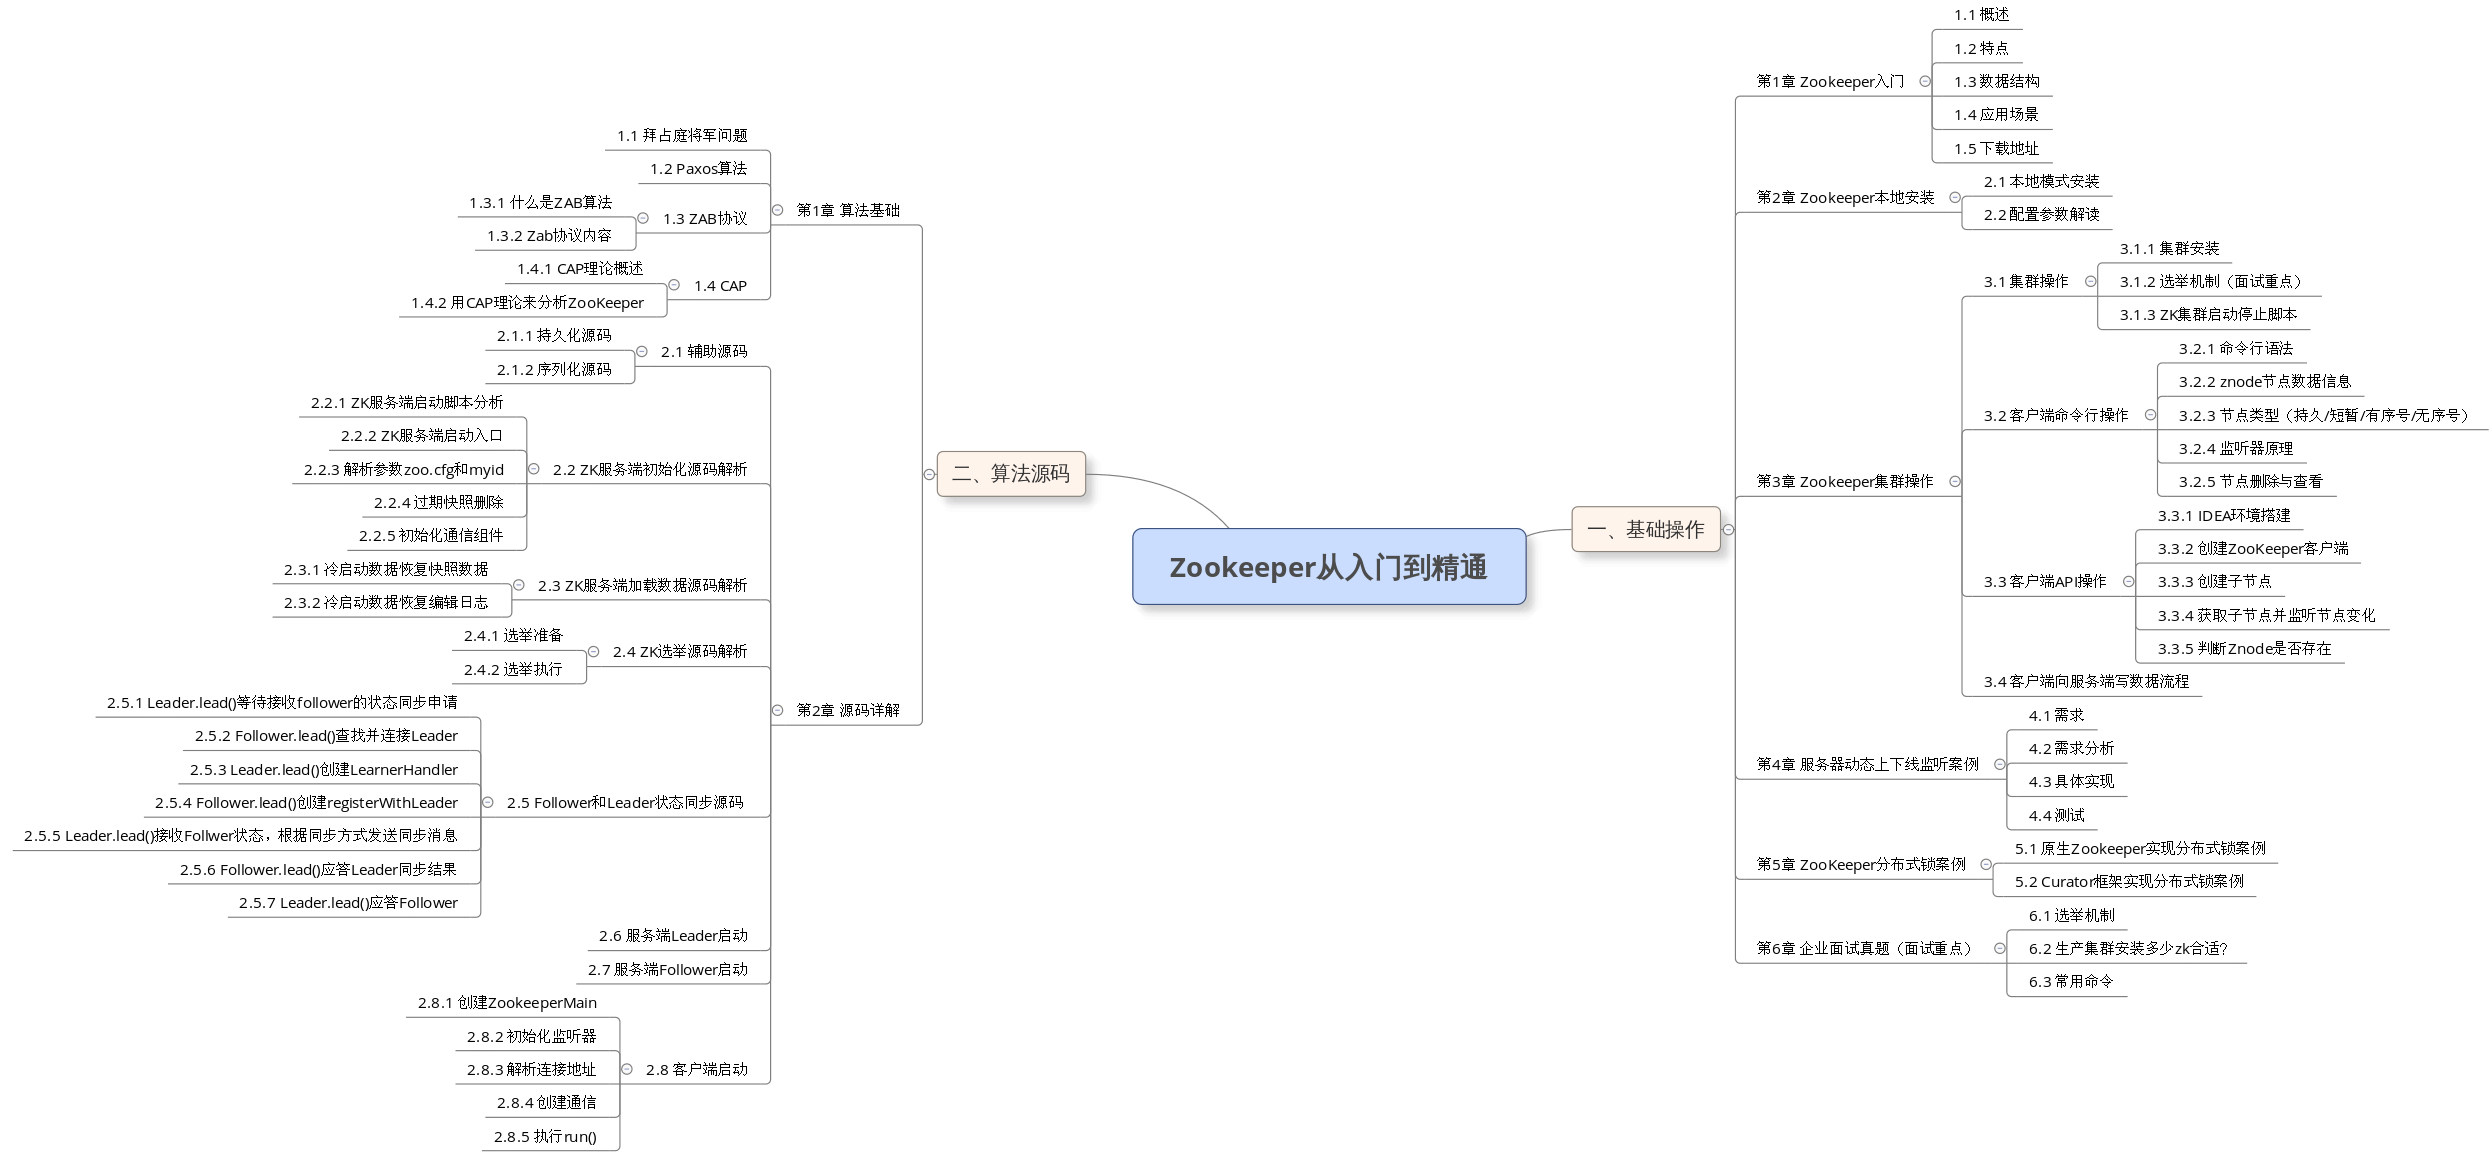 Zookeeper从入门到精通
一、基础操作
第1章 Zookeeper入门
1.1 概述
1.2 特点
1.3 数据结构
1.4 应用场景
1.5 下载地址
第2章 Zookeeper本地安装
2.1 本地模式安装
2.2 配置参数解读
第3章 Zookeeper集群操作
3.1 集群操作
3.1.1 集群安装
3.1.2 选举机制（面试重点）
3.1.3 ZK集群启动停止脚本
3.2 客户端命令行操作
3.2.1 命令行语法
3.2.2 znode节点数据信息
3.2.3 节点类型（持久/短暂/有序号/无序号）
3.2.4 监听器原理
3.2.5 节点删除与查看
3.3 客户端API操作
3.3.1 IDEA环境搭建
3.3.2 创建ZooKeeper客户端
3.3.3 创建子节点
3.3.4 获取子节点并监听节点变化
3.3.5 判断Znode是否存在
3.4 客户端向服务端写数据流程
第4章 服务器动态上下线监听案例
4.1 需求
4.2 需求分析
4.3 具体实现
4.4 测试
第5章 ZooKeeper分布式锁案例
5.1 原生Zookeeper实现分布式锁案例
5.2 Curator框架实现分布式锁案例
第6章 企业面试真题（面试重点）
6.1 选举机制
6.2 生产集群安装多少zk合适？
6.3 常用命令
二、算法源码
第1章 算法基础
1.1 拜占庭将军问题
1.2 Paxos算法
1.3 ZAB协议
1.3.1 什么是ZAB算法
1.3.2 Zab协议内容
1.4 CAP
1.4.1 CAP理论概述
1.4.2 用CAP理论来分析ZooKeeper
第2章 源码详解
2.1 辅助源码
2.1.1 持久化源码
2.1.2 序列化源码
2.2 ZK服务端初始化源码解析
2.2.1 ZK服务端启动脚本分析
2.2.2 ZK服务端启动入口
2.2.3 解析参数zoo.cfg和myid
2.2.4 过期快照删除
2.2.5 初始化通信组件
2.3 ZK服务端加载数据源码解析
2.3.1 冷启动数据恢复快照数据
2.3.2 冷启动数据恢复编辑日志
2.4 ZK选举源码解析
2.4.1 选举准备
2.4.2 选举执行
2.5 Follower和Leader状态同步源码
2.5.1 Leader.lead()等待接收follower的状态同步申请
2.5.2 Follower.lead()查找并连接Leader
2.5.3 Leader.lead()创建LearnerHandler
2.5.4 Follower.lead()创建registerWithLeader
2.5.5 Leader.lead()接收Follwer状态，根据同步方式发送同步消息
2.5.6 Follower.lead()应答Leader同步结果
2.5.7 Leader.lead()应答Follower
2.6 服务端Leader启动
2.7 服务端Follower启动
2.8 客户端启动
2.8.1 创建ZookeeperMain
2.8.2 初始化监听器
2.8.3 解析连接地址
2.8.4 创建通信
2.8.5 执行run()